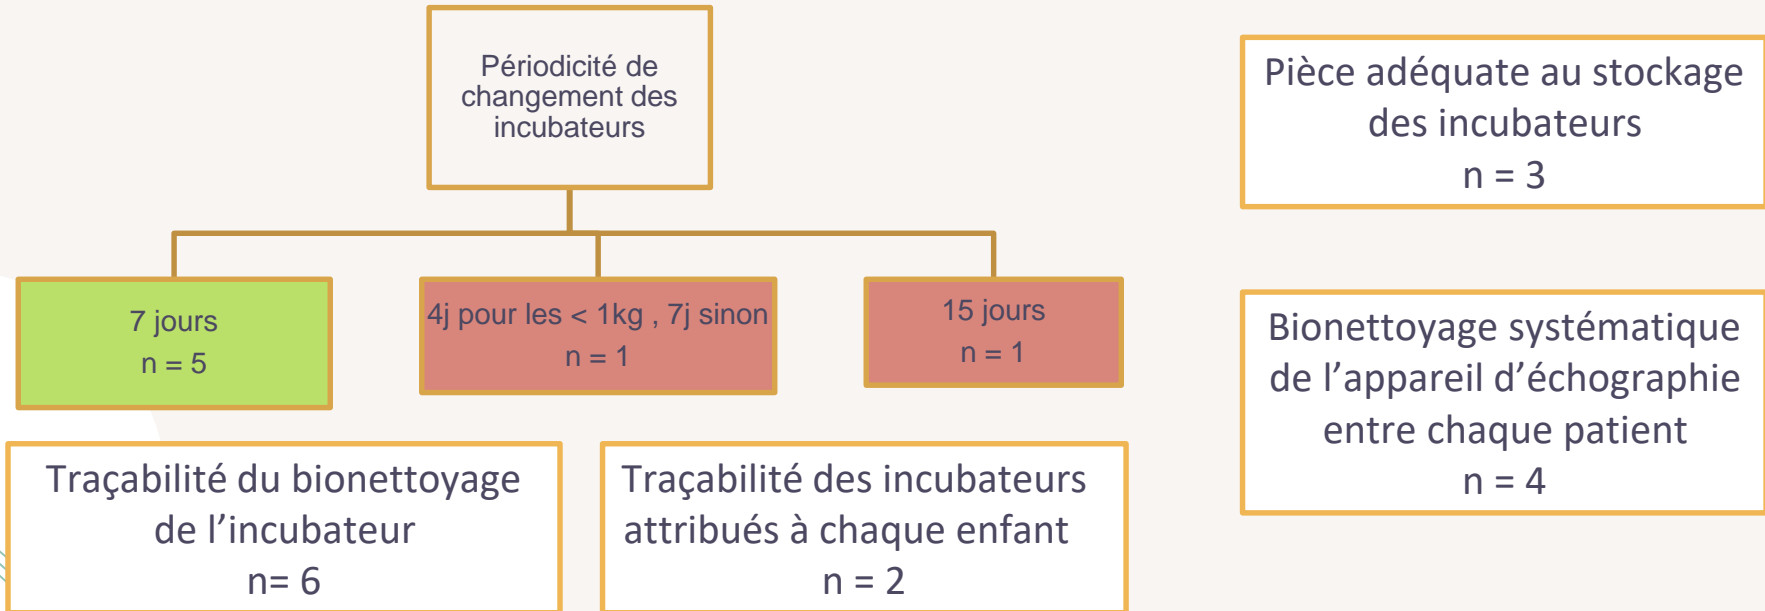 Périodicité de
changement des
incubateurs
7 jours
n = 5
4j pour les < 1kg , 7j sinon
n = 1
15 jours
n = 1
Traçabilité du bionettoyage
de l’incubateur
n= 6
Traçabilité des incubateurs
attribués à chaque enfant
n = 2
Pièce adéquate au stockage
des incubateurs
n = 3
Bionettoyage systématique
de l’appareil d’échographie
entre chaque patient
n = 4